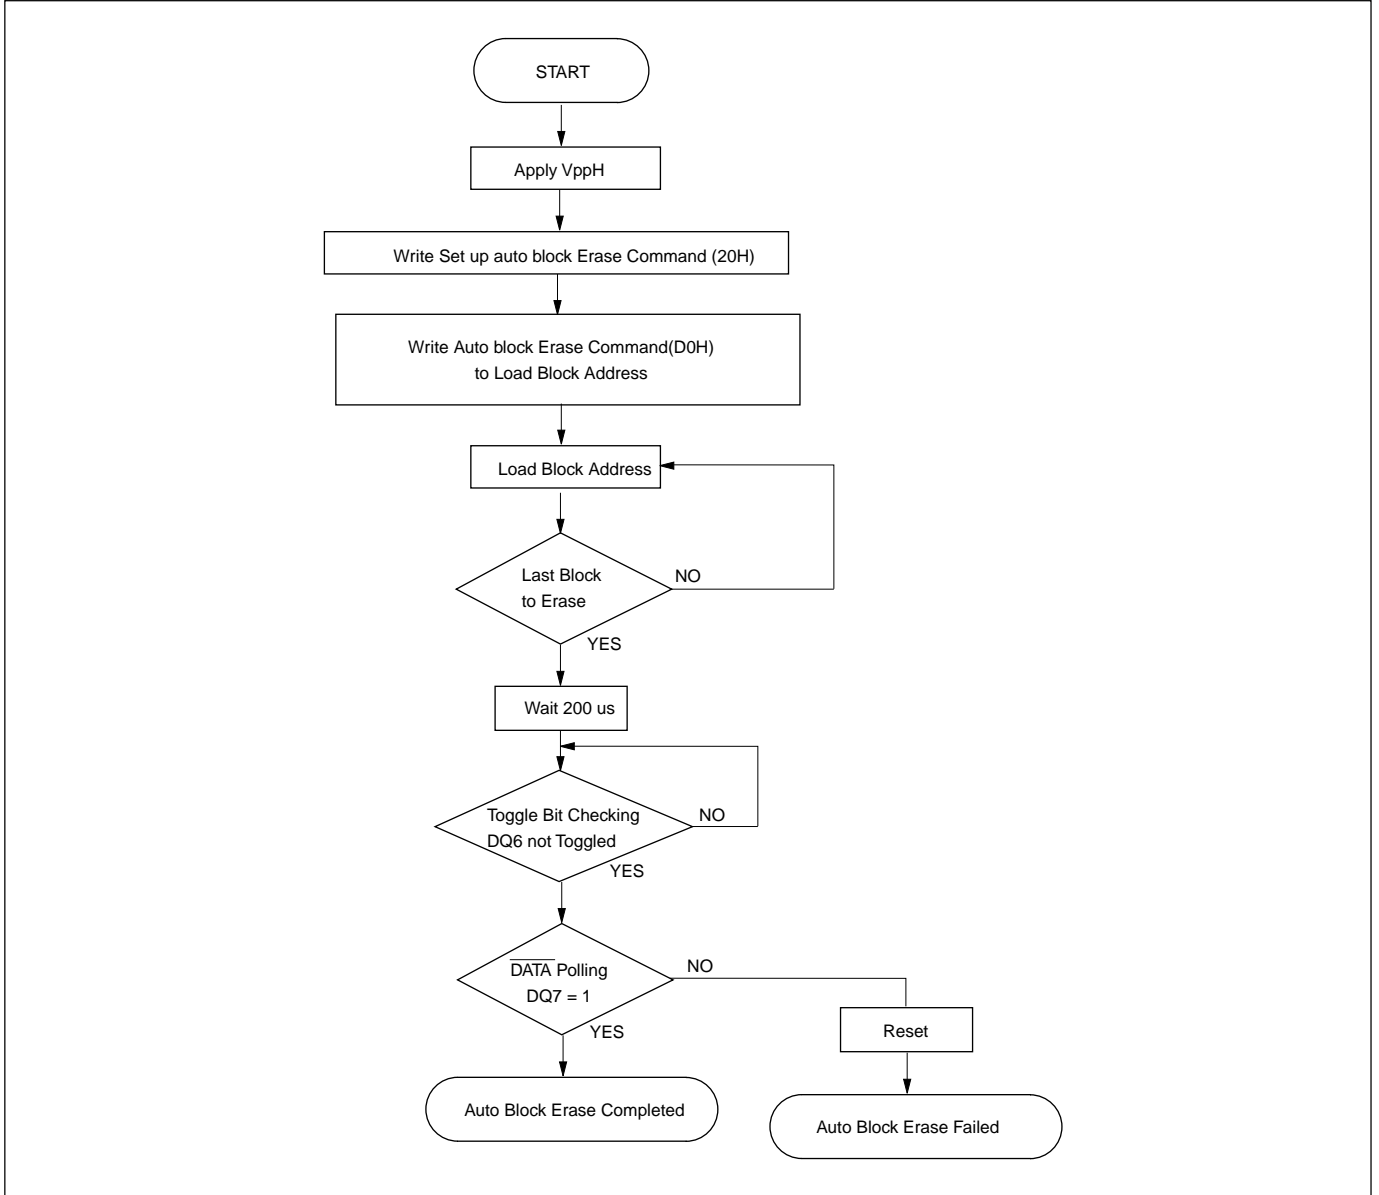 START
Apply VppH
Write Set up auto block Erase Command (20H)
Write Auto block Erase Command(D0H)
to Load Block Address
Load Block Address
Last Block
to Erase
NO
YES
Wait 200 us
Toggle Bit Checking
DQ6 not Toggled
NO
YES
DATA Polling
DQ7 = 1
NO
YES
Reset
Auto Block Erase Completed
Auto Block Erase Failed